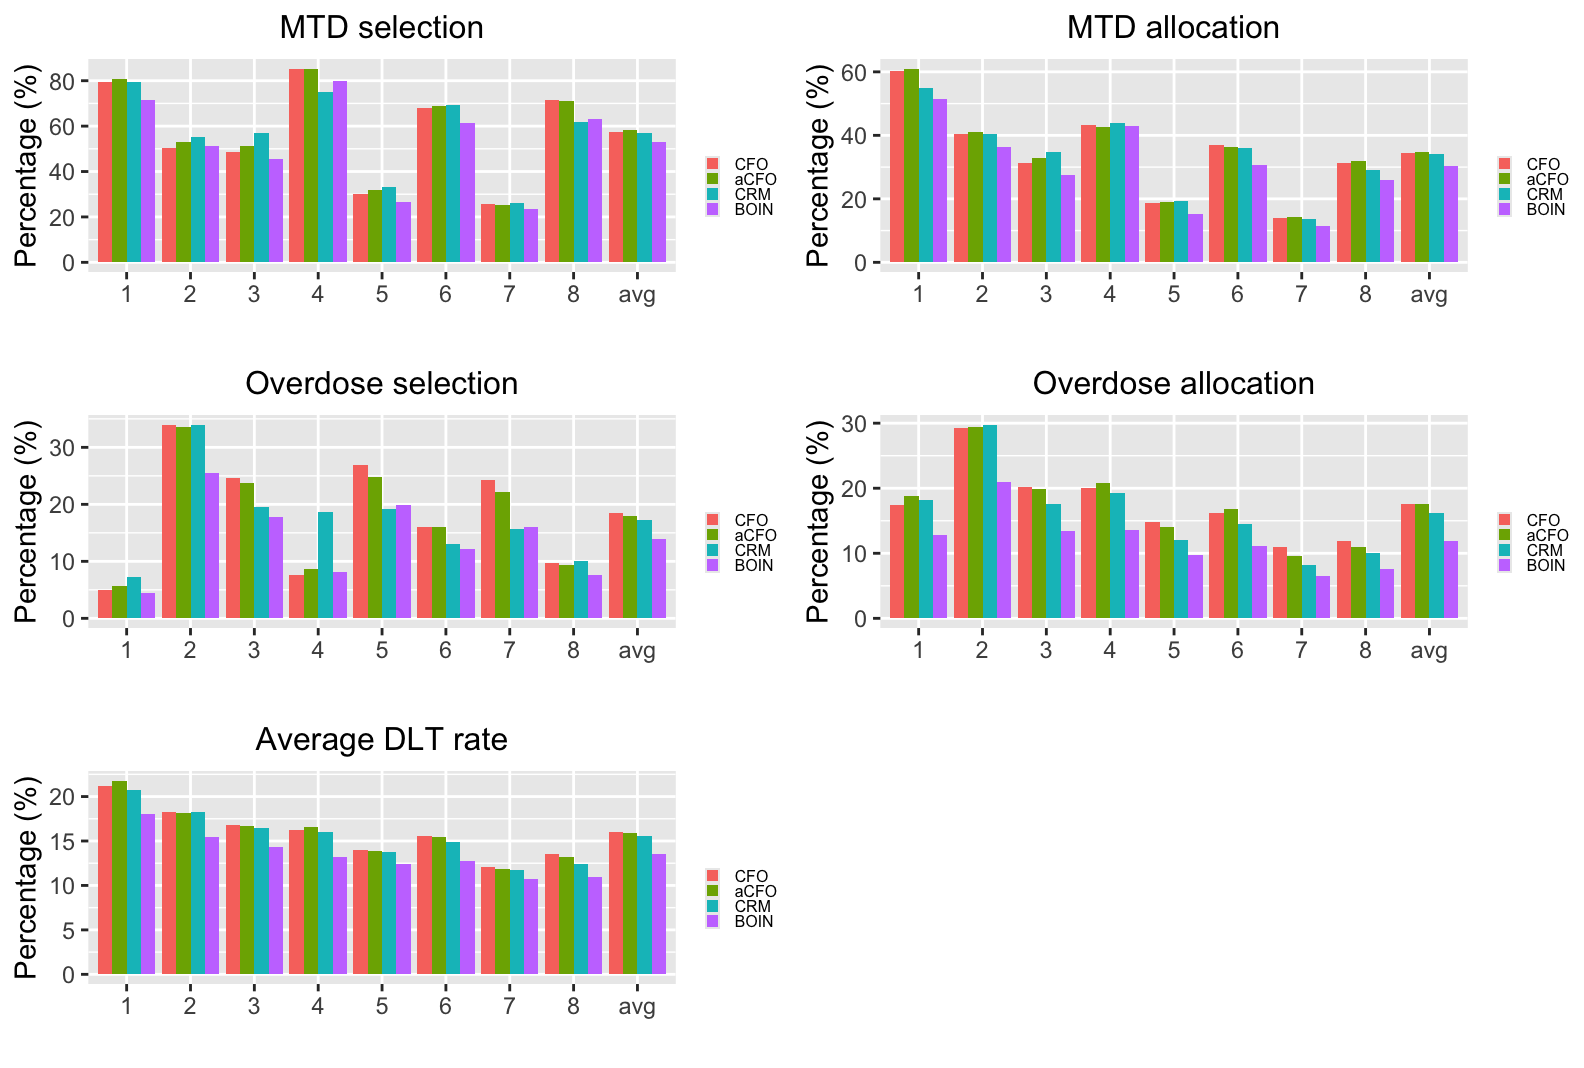 MTD selection
Percentage (%)
80
60
40
20
0
1 2 3 4 5 6 7 8 avg
CFO
aCFO
CRM
BOIN
MTD allocation
Percentage (%)
60
40
20
0
1 2 3 4 5 6 7 8 avg
CFO
aCFO
CRM
BOIN
Overdose selection
Percentage (%)
30
20
10
0
1 2 3 4 5 6 7 8 avg
CFO
aCFO
CRM
BOIN
Overdose allocation
Percentage (%)
30
20
10
0
1 2 3 4 5 6 7 8 avg
CFO
aCFO
CRM
BOIN
Average DLT rate
Percentage (%)
20
15
10
5
0
1 2 3 4 5 6 7 8 avg
CFO
aCFO
CRM
BOIN